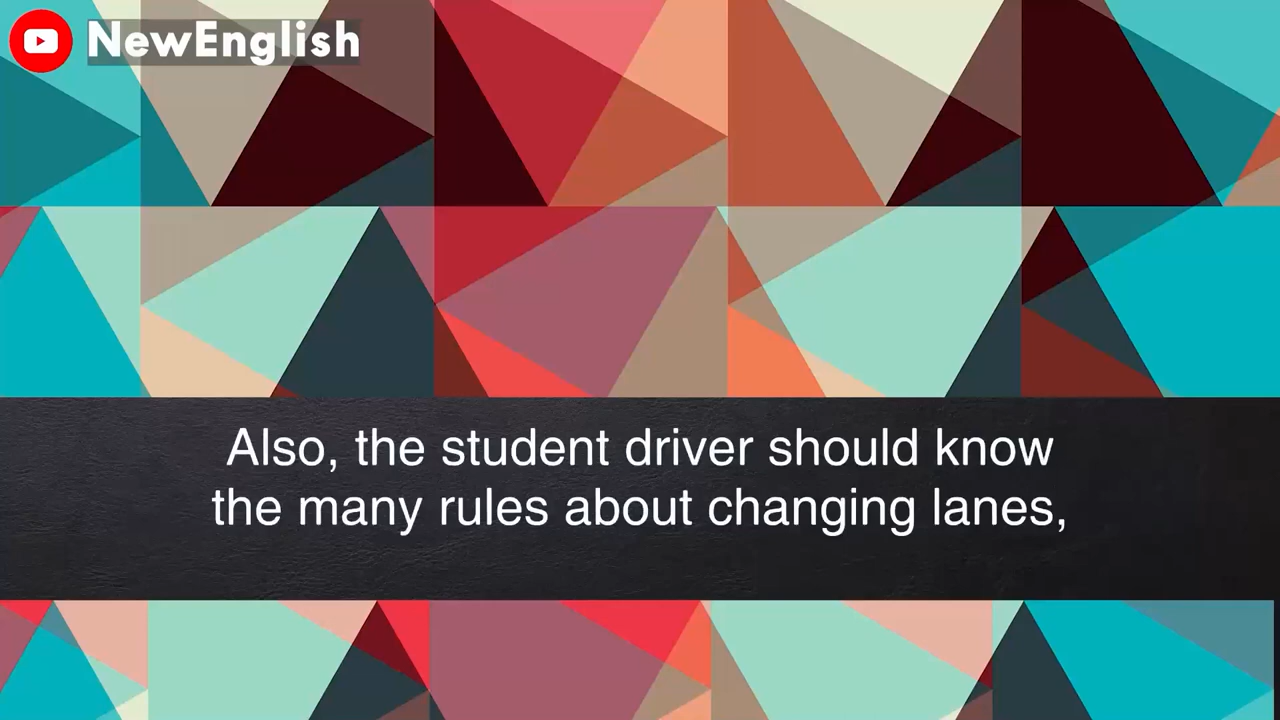 NewEnglish
Also, the student driver should know
the many rules about changing lanes,